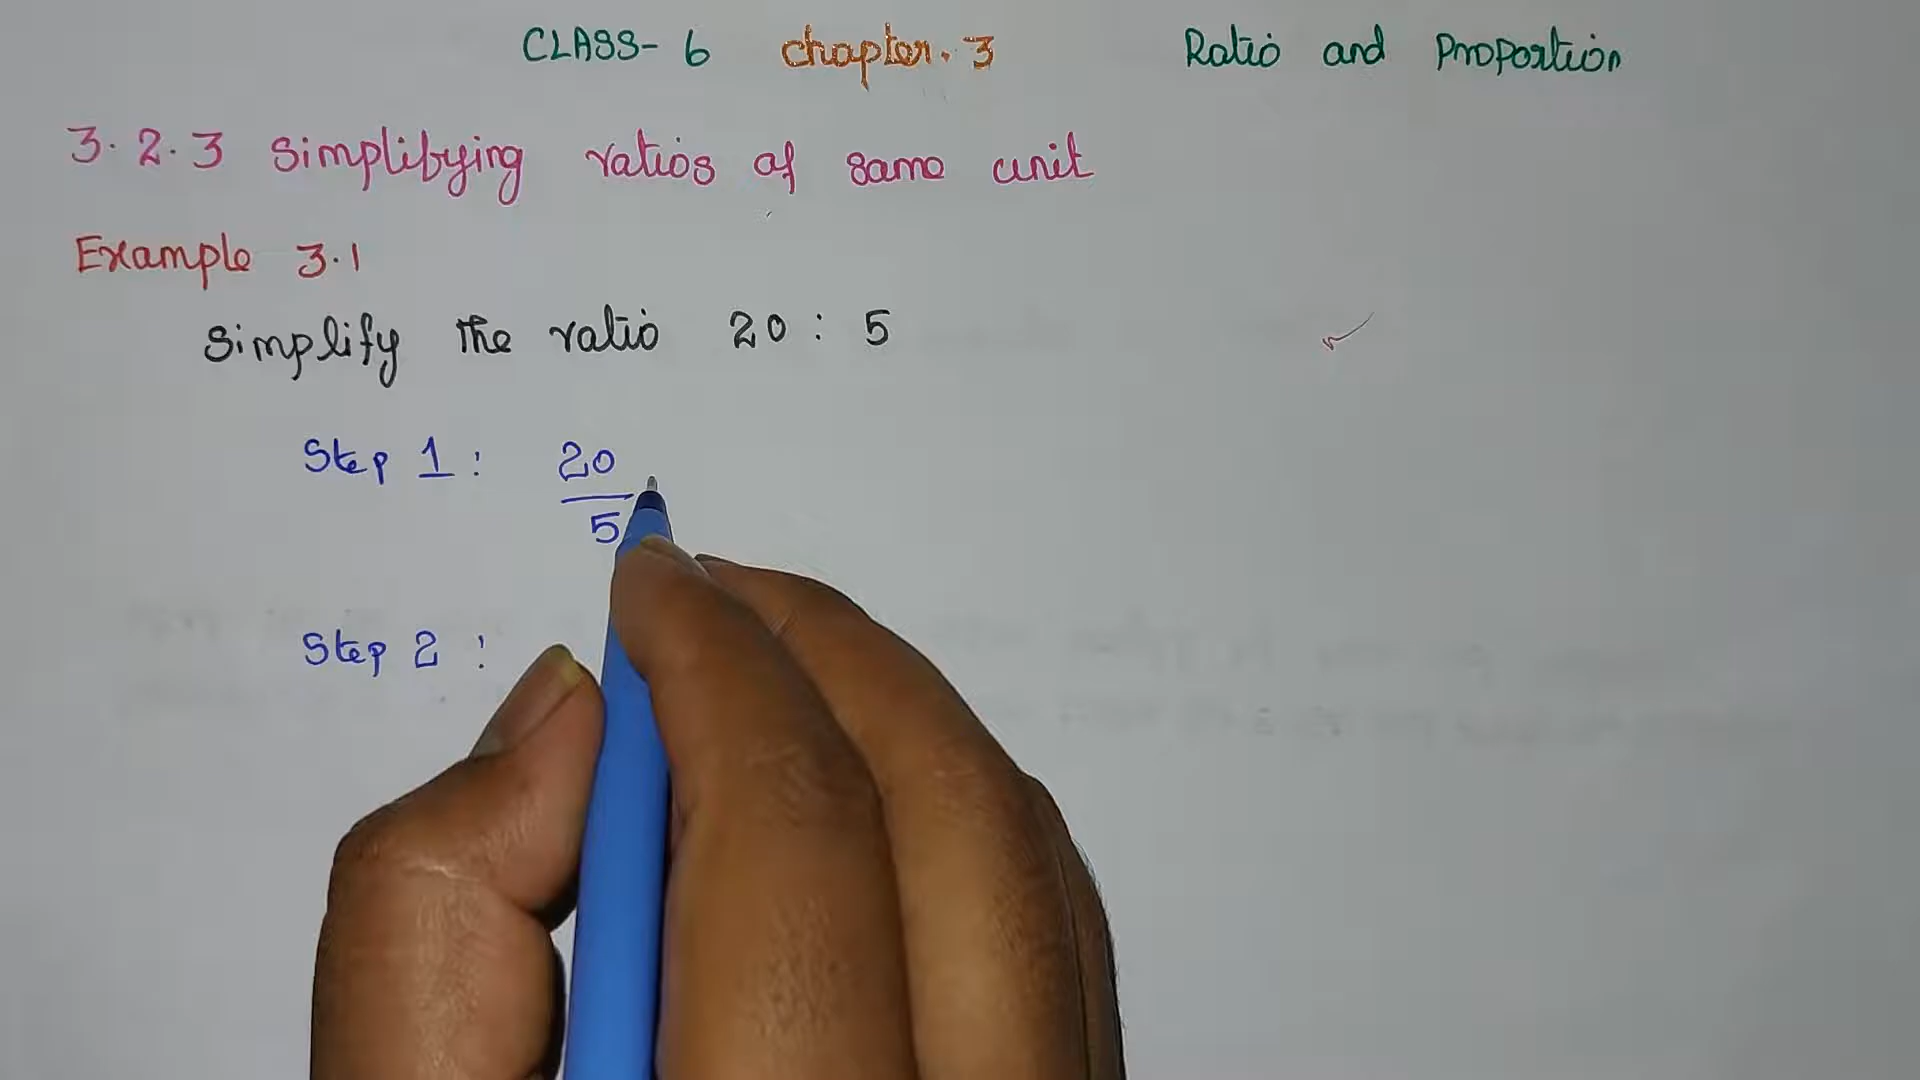 CLASS- 6 chapter. 3 Ratio and Proportion
3.2.3 Simplifying ratios of same unit
Example 3.1
Simplify the ratio 20 : 5
Step 1 : 20
5
Step 2 :